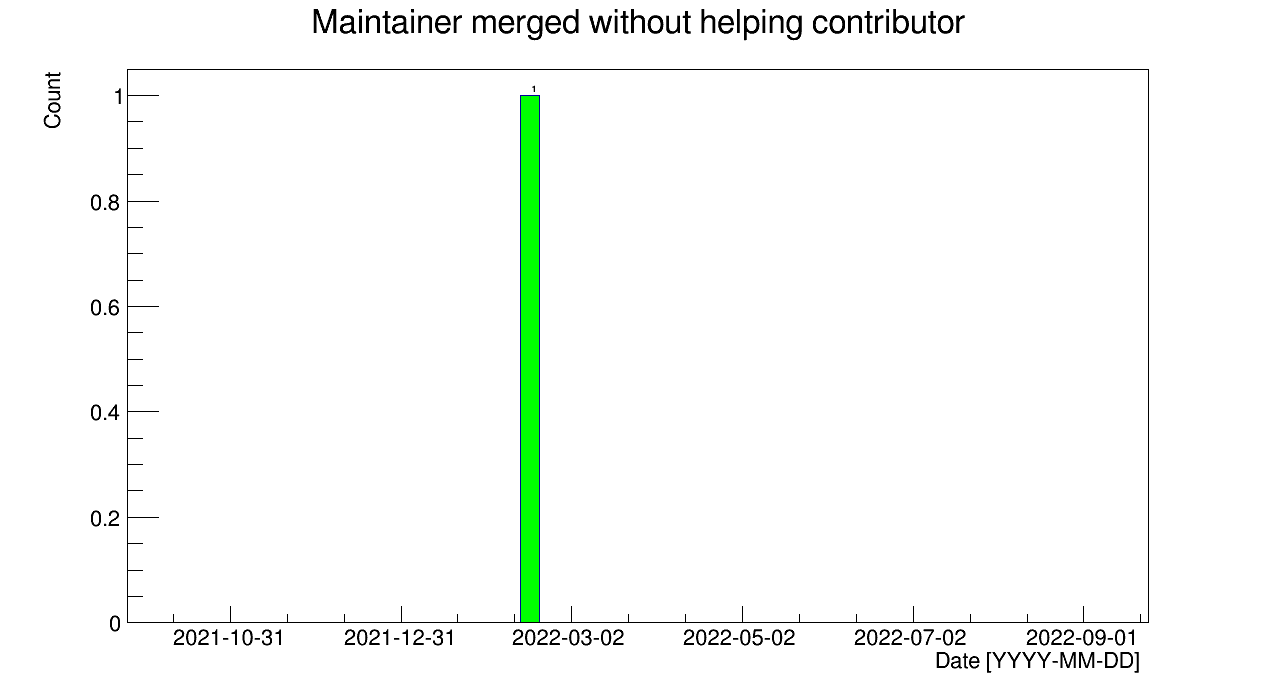 Maintainer merged without helping contributor
Count
1
1
0.8
0.6
0.4
0.2
0
2021-10-31 2021-12-31 2022-03-02 2022-05-02 2022-07-02 2022-09-01
Date [YYYY-MM-DD]